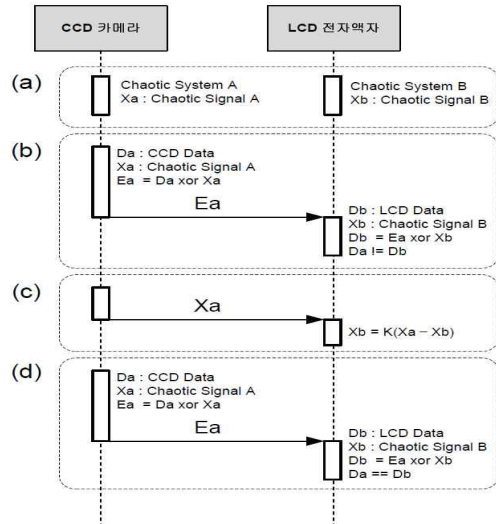 CCD 카메라
LCD 전자액자
(a)
Chaotic System A
Xa : Chaotic Signal A
Chaotic System B
Xb : Chaotic Signal B
(b)
Da : CCD Data
Xa : Chaotic Signal A
Ea = Da xor Xa
Ea
Db : LCD Data
Xb : Chaotic Signal B
Db = Ea xor Xb
Da != Db
(c)
Xa
Xb = K(Xa − Xb)
(d)
Da : CCD Data
Xa : Chaotic Signal A
Ea = Da xor Xa
Ea
Db : LCD Data
Xb : Chaotic Signal B
Db = Ea xor Xb
Da == Db